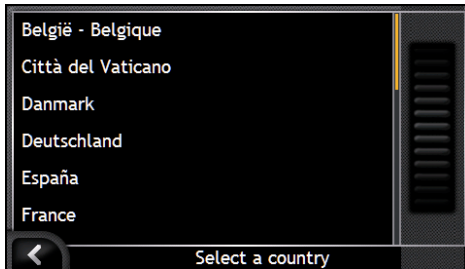 België - Belgique
Città del Vaticano
Danmark
Deutschland
España
France
Select a country